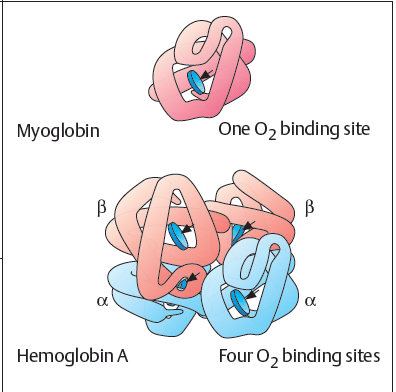 Myoglobin One O2 binding site
β β
α α
Hemoglobin A Four O2 binding sites